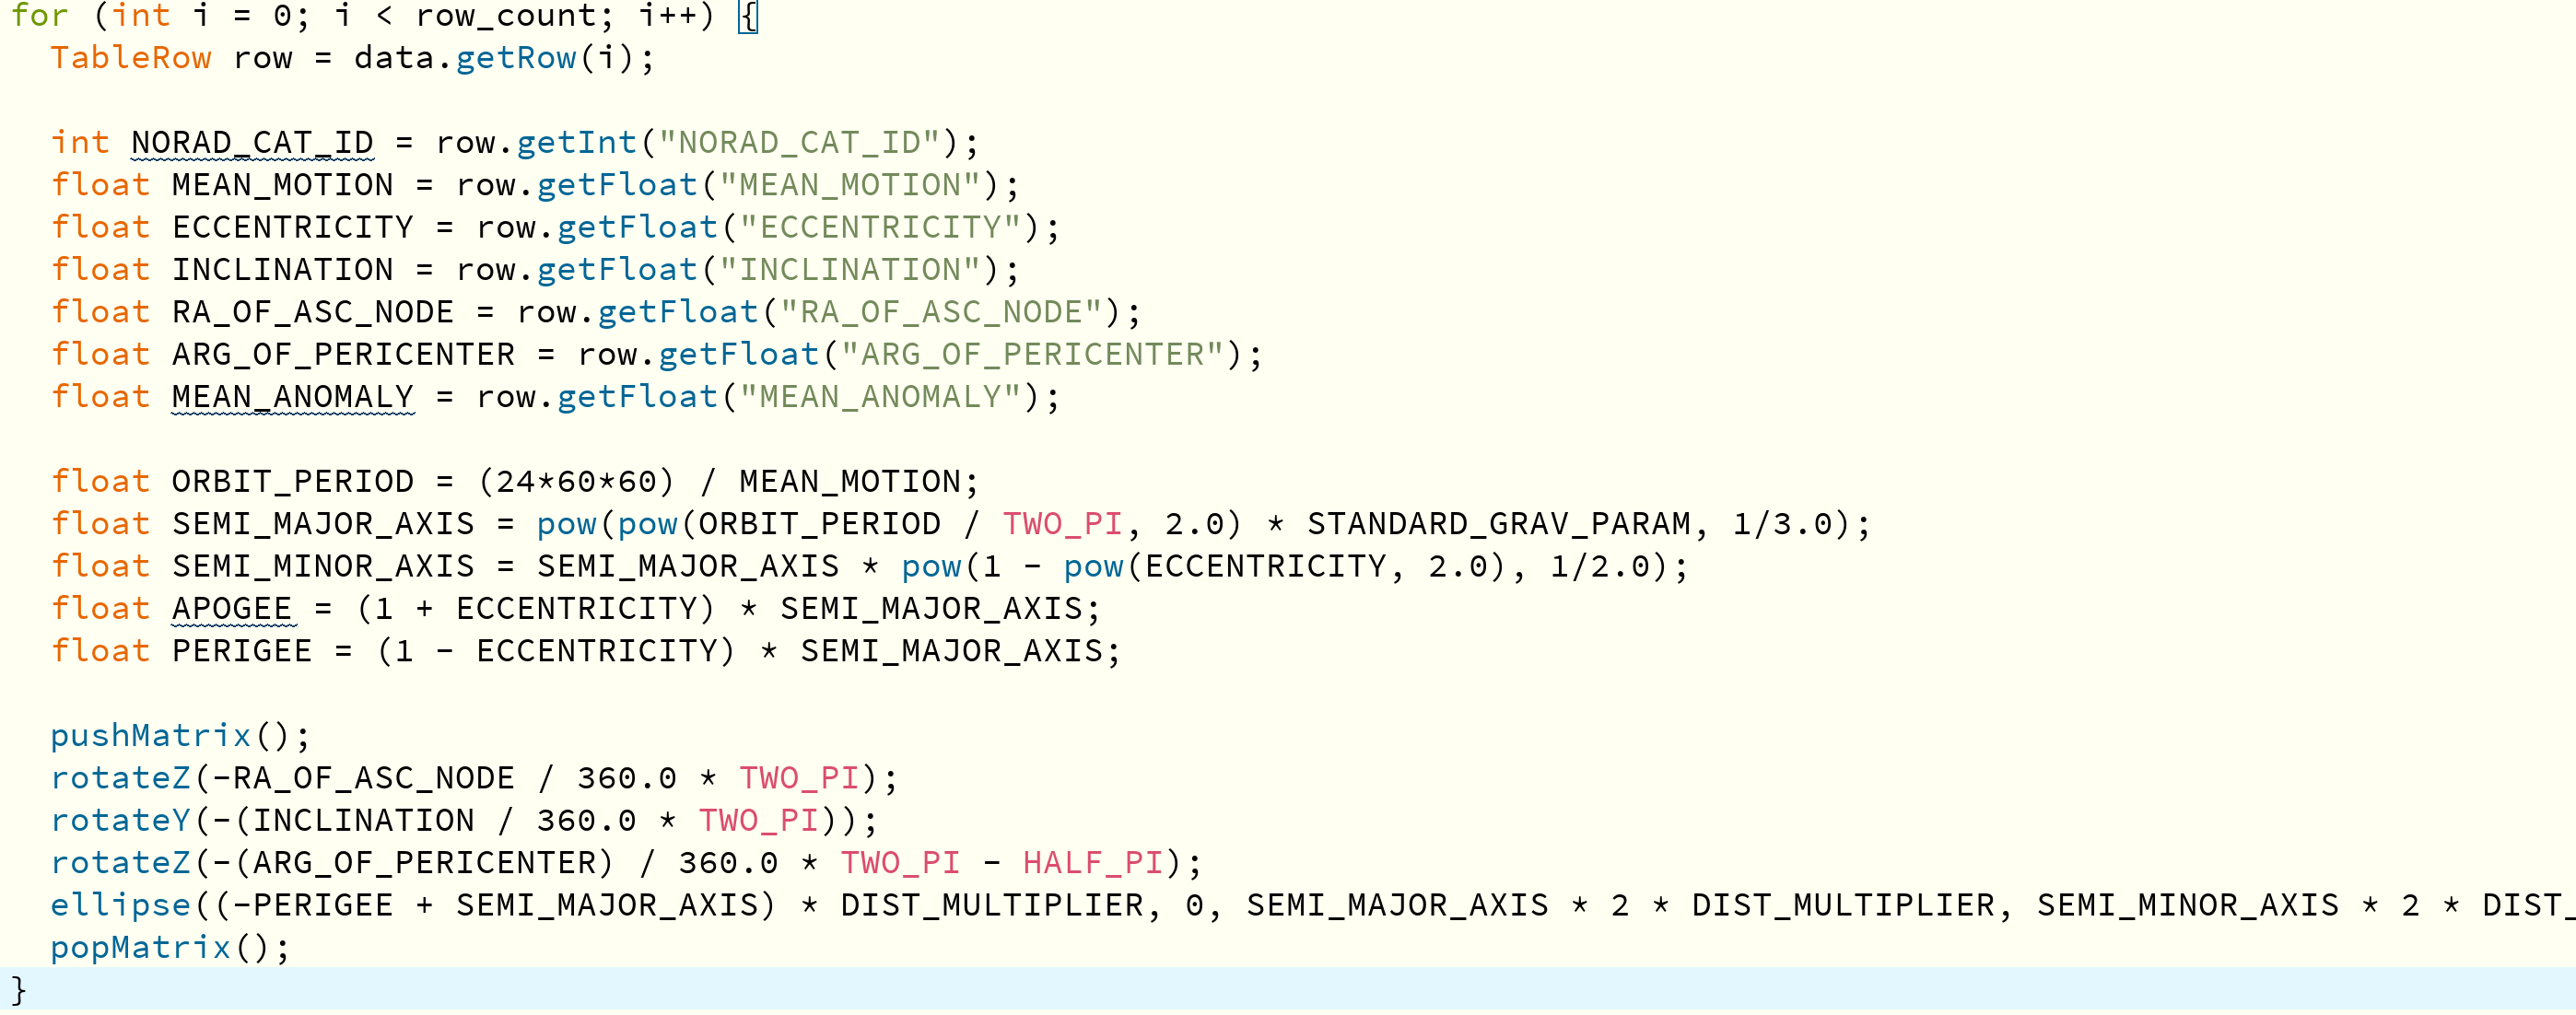 for (int i = 0; i < row_count; i++) {
  TableRow row = data.getRow(i);

  int NORAD_CAT_ID = row.getInt("NORAD_CAT_ID");
  float MEAN_MOTION = row.getFloat("MEAN_MOTION");
  float ECCENTRICITY = row.getFloat("ECCENTRICITY");
  float INCLINATION = row.getFloat("INCLINATION");
  float RA_OF_ASC_NODE = row.getFloat("RA_OF_ASC_NODE");
  float ARG_OF_PERICENTER = row.getFloat("ARG_OF_PERICENTER");
  float MEAN_ANOMALY = row.getFloat("MEAN_ANOMALY");

  float ORBIT_PERIOD = (24*60*60) / MEAN_MOTION;
  float SEMI_MAJOR_AXIS = pow(pow(ORBIT_PERIOD / TWO_PI, 2.0) * STANDARD_GRAV_PARAM, 1/3.0);
  float SEMI_MINOR_AXIS = SEMI_MAJOR_AXIS * pow(1 - pow(ECCENTRICITY, 2.0), 1/2.0);
  float APOGEE = (1 + ECCENTRICITY) * SEMI_MAJOR_AXIS;
  float PERIGEE = (1 - ECCENTRICITY) * SEMI_MAJOR_AXIS;

  pushMatrix();
  rotateZ(-RA_OF_ASC_NODE / 360.0 * TWO_PI);
  rotateY(-(INCLINATION / 360.0 * TWO_PI));
  rotateZ(-(ARG_OF_PERICENTER) / 360.0 * TWO_PI - HALF_PI);
  ellipse((-PERIGEE + SEMI_MAJOR_AXIS) * DIST_MULTIPLIER, 0, SEMI_MAJOR_AXIS * 2 * DIST_MULTIPLIER, SEMI_MINOR_AXIS * 2 * DIST_
  popMatrix();
}